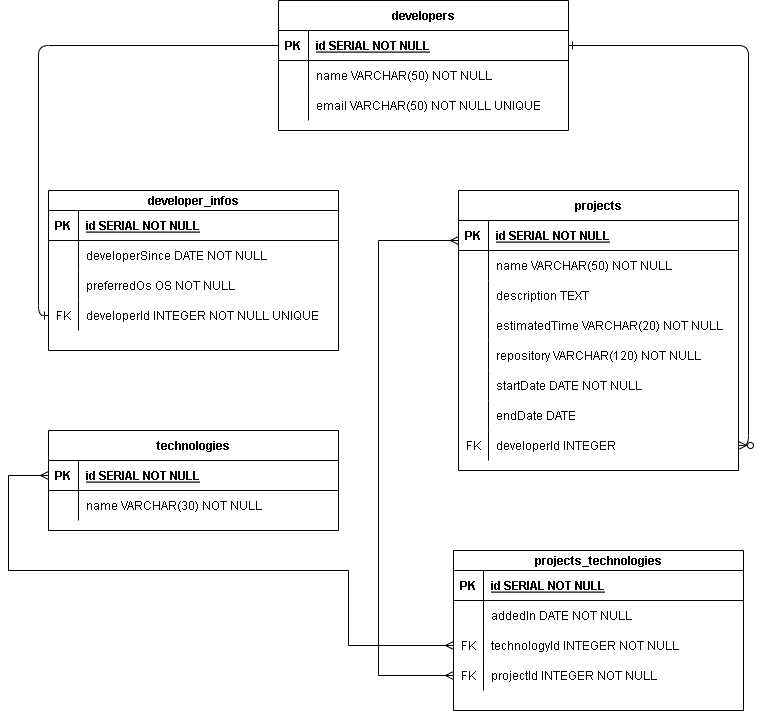 developers
PK id SERIAL NOT NULL
name VARCHAR(50) NOT NULL
email VARCHAR(50) NOT NULL UNIQUE
developer_infos
PK id SERIAL NOT NULL
developerSince DATE NOT NULL
preferredOs OS NOT NULL
FK developerId INTEGER NOT NULL UNIQUE
projects
PK id SERIAL NOT NULL
name VARCHAR(50) NOT NULL
description TEXT
estimatedTime VARCHAR(20) NOT NULL
repository VARCHAR(120) NOT NULL
startDate DATE NOT NULL
endDate DATE
FK developerId INTEGER
technologies
PK id SERIAL NOT NULL
name VARCHAR(30) NOT NULL
projects_technologies
PK id SERIAL NOT NULL
addedIn DATE NOT NULL
FK technologyId INTEGER NOT NULL
FK projectId INTEGER NOT NULL